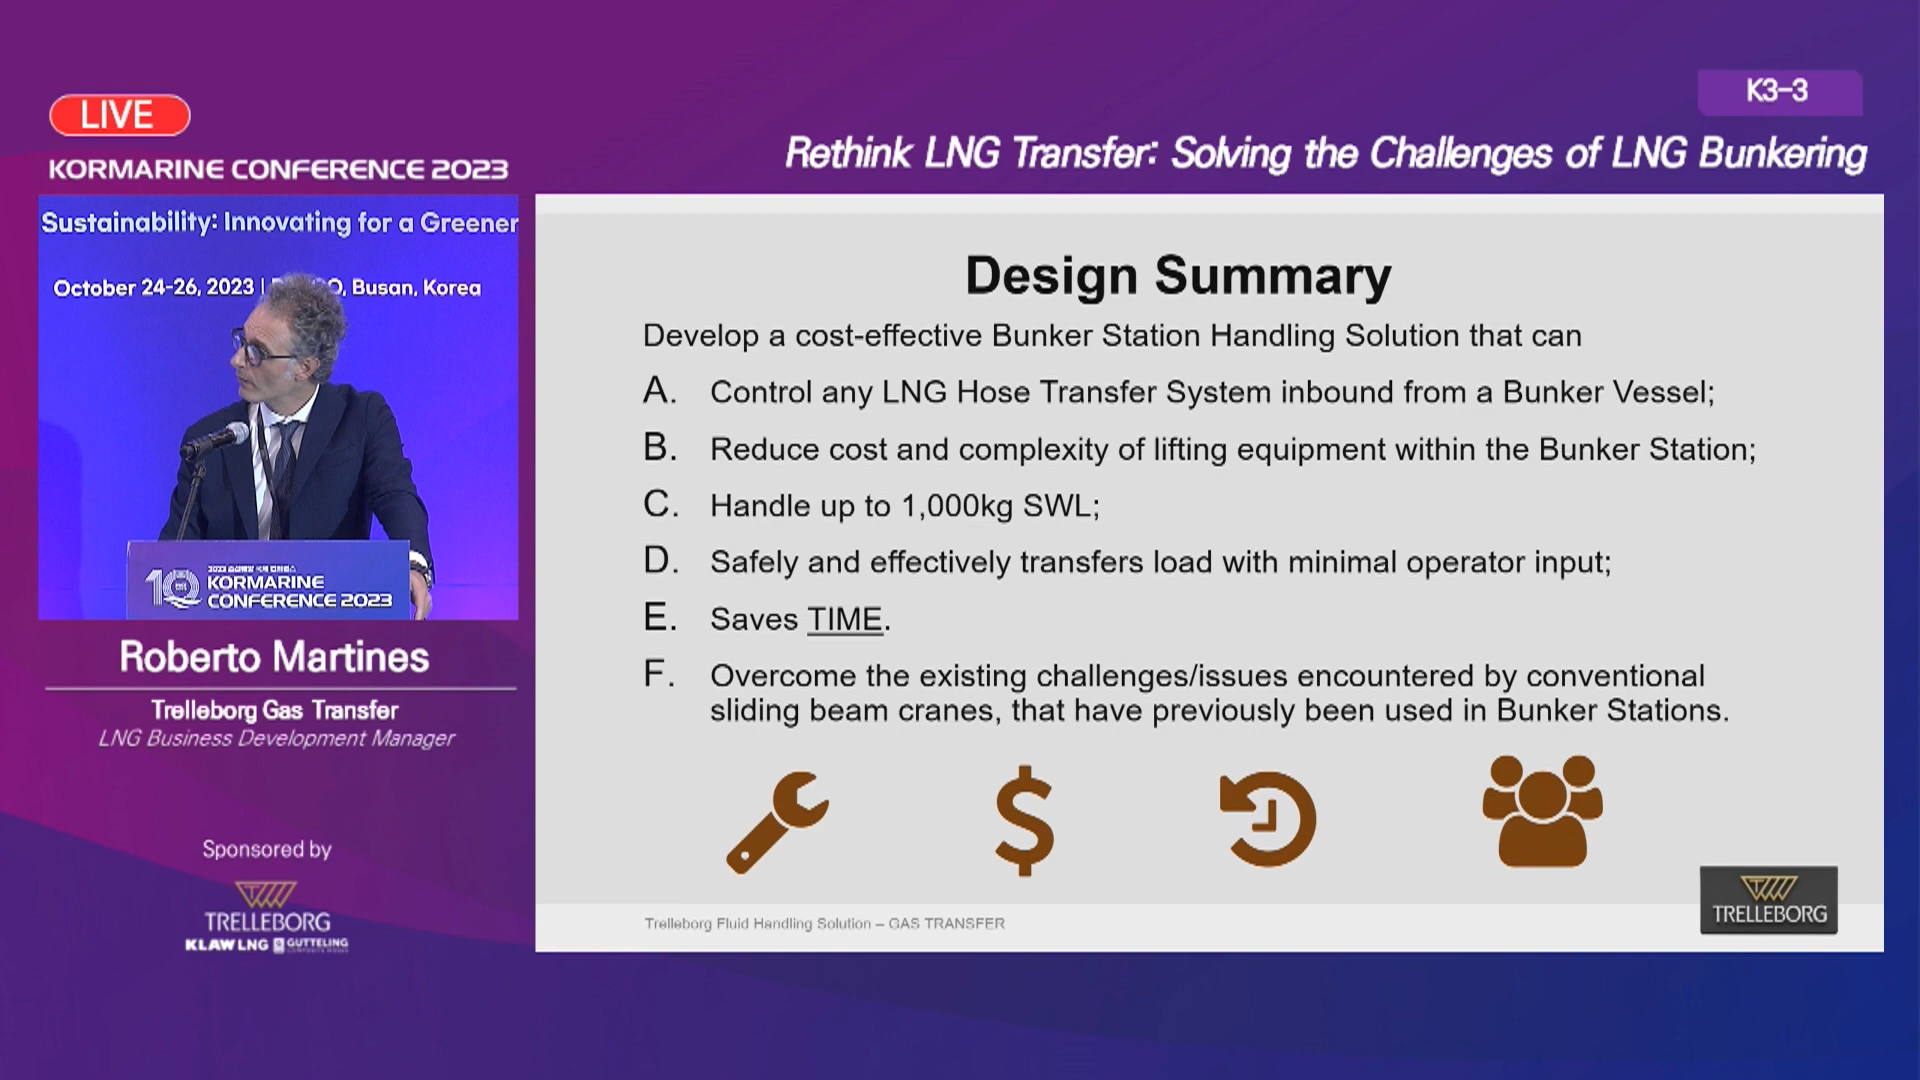 LIVE
KORMARINE CONFERENCE 2023
K3-3
Rethink LNG Transfer: Solving the Challenges of LNG Bunkering
Sustainability: Innovating for a Greener
October 24-26, 2023 | Busan, Korea
KORMARINE
CONFERENCE 2023
Roberto Martines
Trelleborg Gas Transfer
LNG Business Development Manager
Sponsored by
TRELLEBORG
KLAW LNG GUTTELING
Design Summary
Develop a cost-effective Bunker Station Handling Solution that can
A. Control any LNG Hose Transfer System inbound from a Bunker Vessel;
B. Reduce cost and complexity of lifting equipment within the Bunker Station;
C. Handle up to 1,000kg SWL;
D. Safely and effectively transfers load with minimal operator input;
E. Saves TIME.
F. Overcome the existing challenges/issues encountered by conventional
sliding beam cranes, that have previously been used in Bunker Stations.
Trelleborg Fluid Handling Solution – GAS TRANSFER
TRELLEBORG